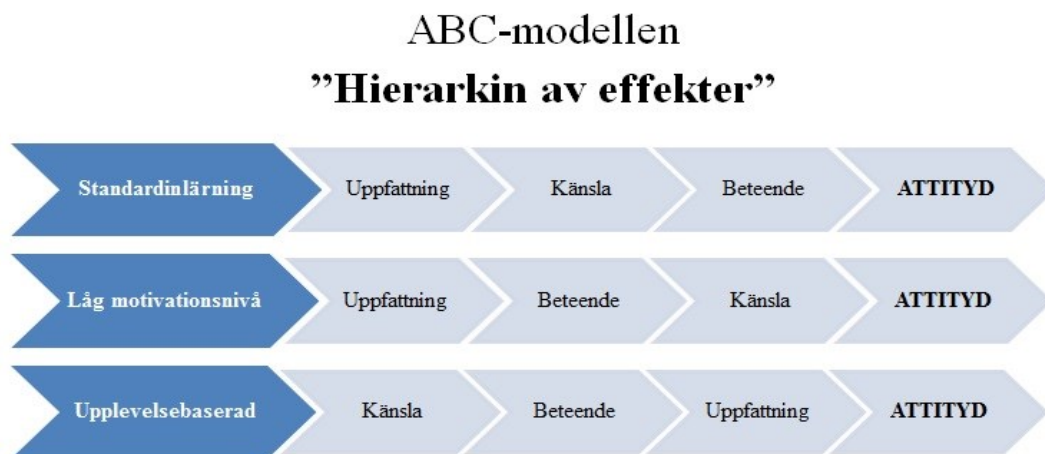 ABC-modellen
”Hierarkin av effekter”
Standardinlärning Uppfattning Känsla Beteende ATTITYD
Låg motivationsnivå Uppfattning Beteende Känsla ATTITYD
Upplevelsebaserad Känsla Beteende Uppfattning ATTITYD